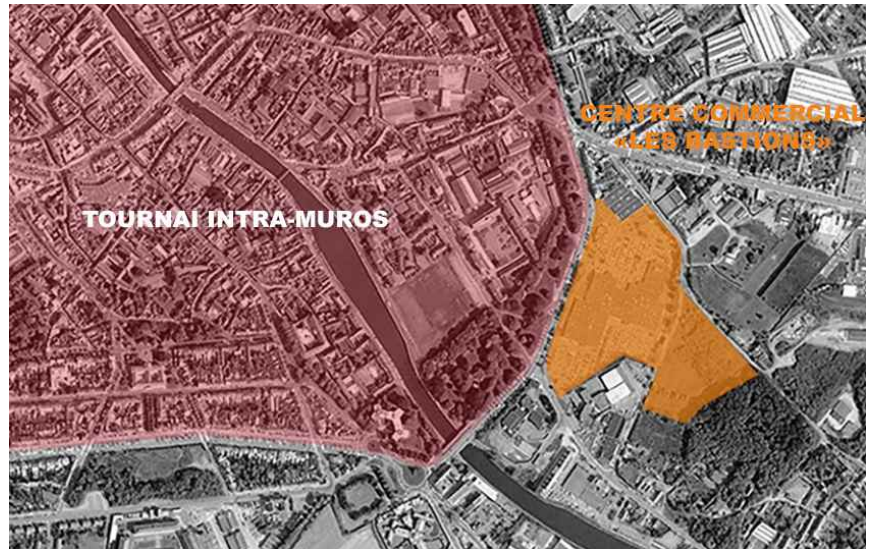 CENTRE COMMERCIAL
«LES BASTIONS»
TOURNAI INTRA-MUROS